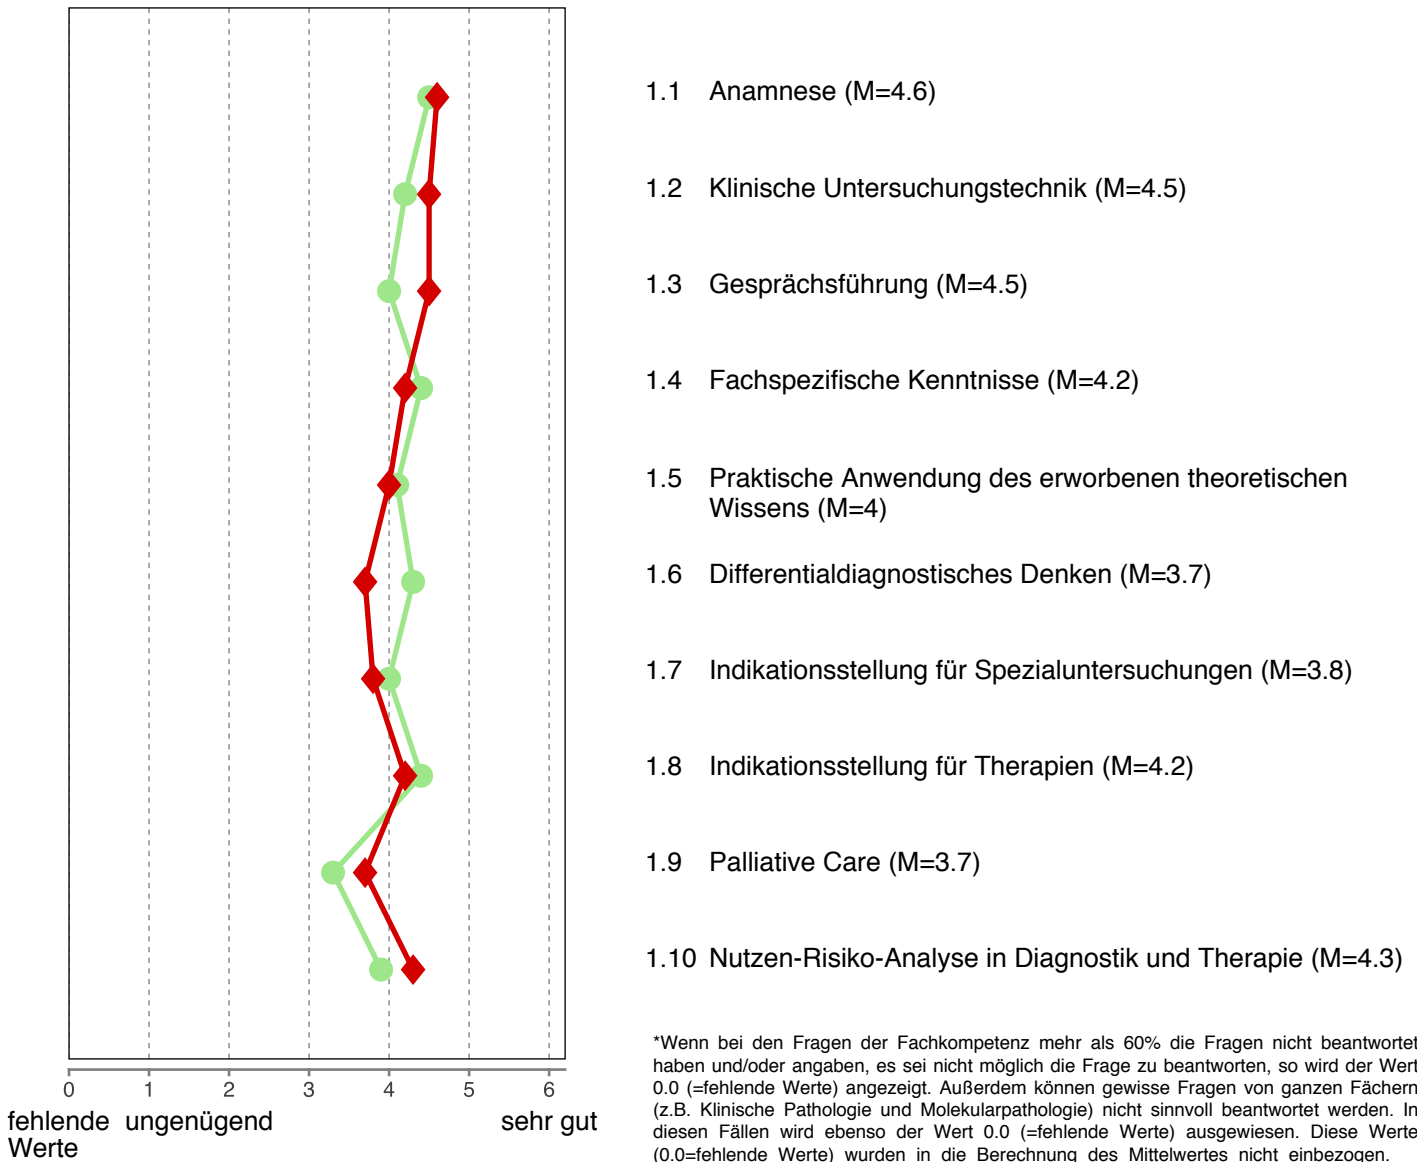 1.1 Anamnese (M=4.6)
1.2 Klinische Untersuchungstechnik (M=4.5)
1.3 Gesprächsführung (M=4.5)
1.4 Fachspezifische Kenntnisse (M=4.2)
1.5 Praktische Anwendung des erworbenen theoretischen
Wissens (M=4)
1.6 Differentialdiagnostisches Denken (M=3.7)
1.7 Indikationsstellung für Spezialuntersuchungen (M=3.8)
1.8 Indikationsstellung für Therapien (M=4.2)
1.9 Palliative Care (M=3.7)
1.10 Nutzen-Risiko-Analyse in Diagnostik und Therapie (M=4.3)
0 1 2 3 4 5 6
fehlende ungenügend sehr gut
Werte
*Wenn bei den Fragen der Fachkompetenz mehr als 60% die Fragen nicht beantwortet
haben und/oder angaben, es sei nicht möglich die Frage zu beantworten, so wird der Wert
0.0 (=fehlende Werte) angezeigt. Außerdem können gewisse Fragen von ganzen Fächern
(z.B. Klinische Pathologie und Molekularpathologie) nicht sinnvoll beantwortet werden. In
diesen Fällen wird ebenso der Wert 0.0 (=fehlende Werte) ausgewiesen. Diese Werte
(0.0=fehlende Werte) wurden in die Berechnung des Mittelwertes nicht einbezogen.